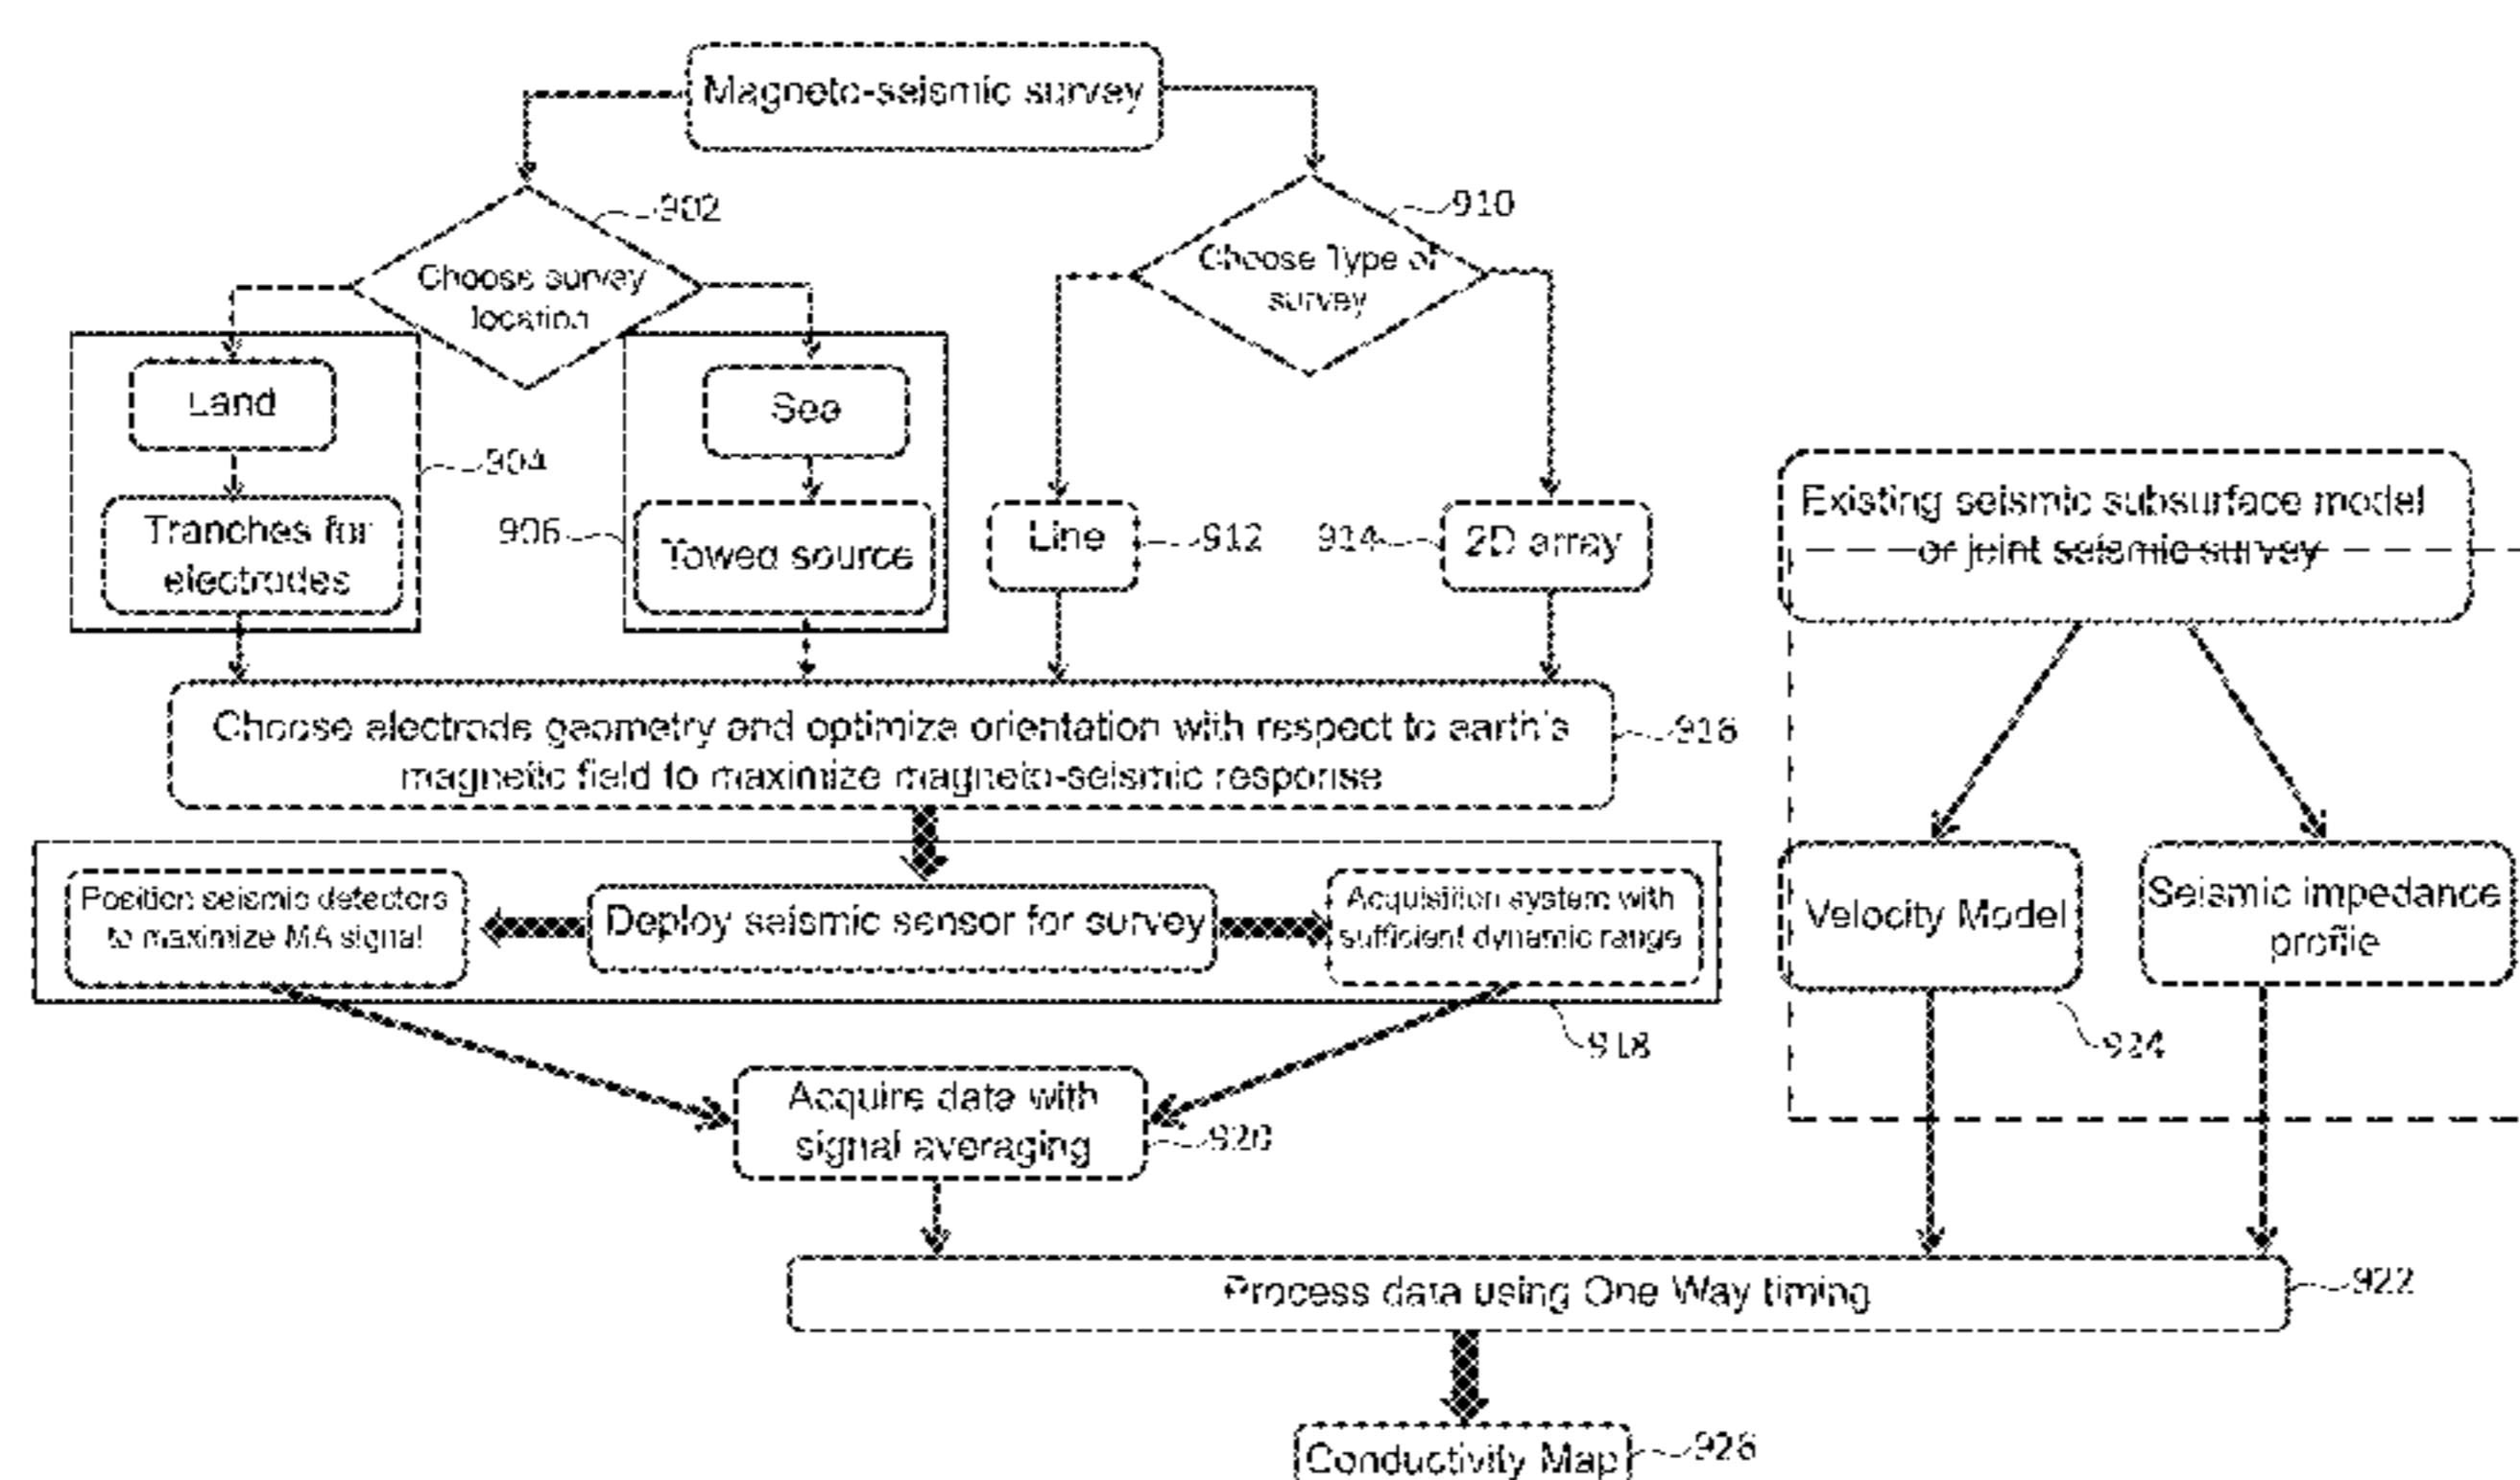 Magneto-seismic survey
902
910
Choose survey
location
Choose Type of
survey
Land
Sea
904
Tranches for
electrodes
906
Towed source
Line
912
914
2D array
Existing seismic subsurface model
or joint seismic survey
Choose electrode geometry and optimize orientation with respect to earth's
magnetic field to maximize magneto-seismic response
916
Position seismic detectors
to maximize MA signal
Deploy seismic sensor for survey
Acquisition system with
sufficient dynamic range
Velocity Model
Seismic impedance
profile
918
924
Acquire data with
signal averaging
920
Process data using One Way timing
922
Conductivity Map
926